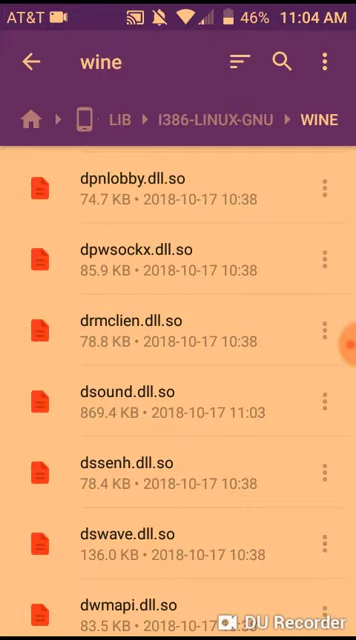 AT&T 46% 11:04 AM
wine
LIB I386-LINUX-GNU WINE
dpnlobby.dll.so
74.7 KB • 2018-10-17 10:38
dpwsockx.dll.so
85.9 KB • 2018-10-17 10:38
drmclien.dll.so
78.8 KB • 2018-10-17 10:38
dsound.dll.so
869.4 KB • 2018-10-17 11:03
dssenh.dll.so
78.4 KB • 2018-10-17 10:38
dswave.dll.so
136.0 KB • 2018-10-17 10:38
dwmapi.dll.so
83.5 KB • 2018-10-17 10:38
DU Recorder